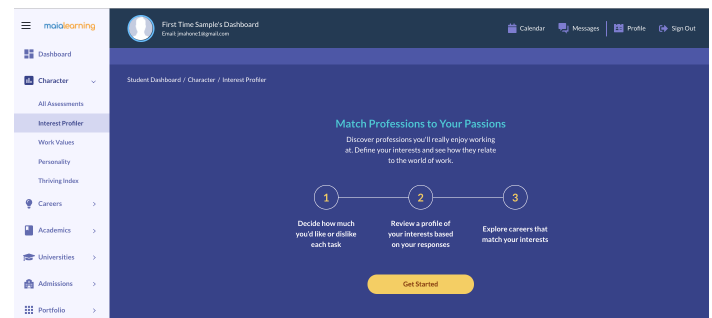 maialearning
First Time Sample's Dashboard
Email: jmahone1@gmail.com
Calendar
Messages
Profile
Sign Out
Dashboard
Character
All Assessments
Interest Profiler
Work Values
Personality
Thriving Index
Careers
Academics
Universities
Admissions
Portfolio
Student Dashboard / Character / Interest Profiler
Match Professions to Your Passions
Discover professions you'll really enjoy working
at. Define your interests and see how they relate
to the world of work.
1
2
3
Decide how much
you'd like or dislike
each task
Review a profile of
your interests based
on your responses
Explore careers that
match your interests
Get Started